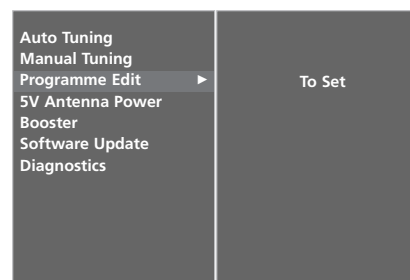 Auto Tuning
Manual Tuning
Programme Edit ►
To Set
5V Antenna Power
Booster
Software Update
Diagnostics